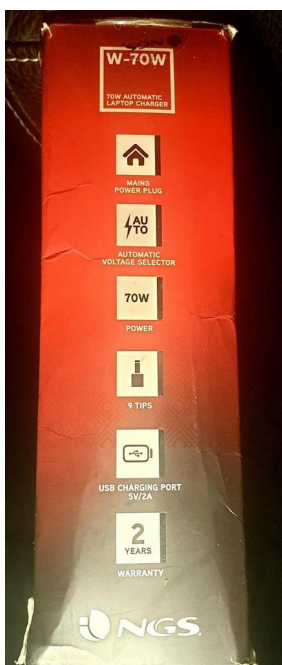 W-70W
70W AUTOMATIC
LAPTOP CHARGER
MAINS
POWER PLUG
AU
TO
AUTOMATIC
VOLTAGE SELECTOR
70W
POWER
9 TIPS
USB CHARGING PORT
5V/2A
2
YEARS
WARRANTY
NGS.